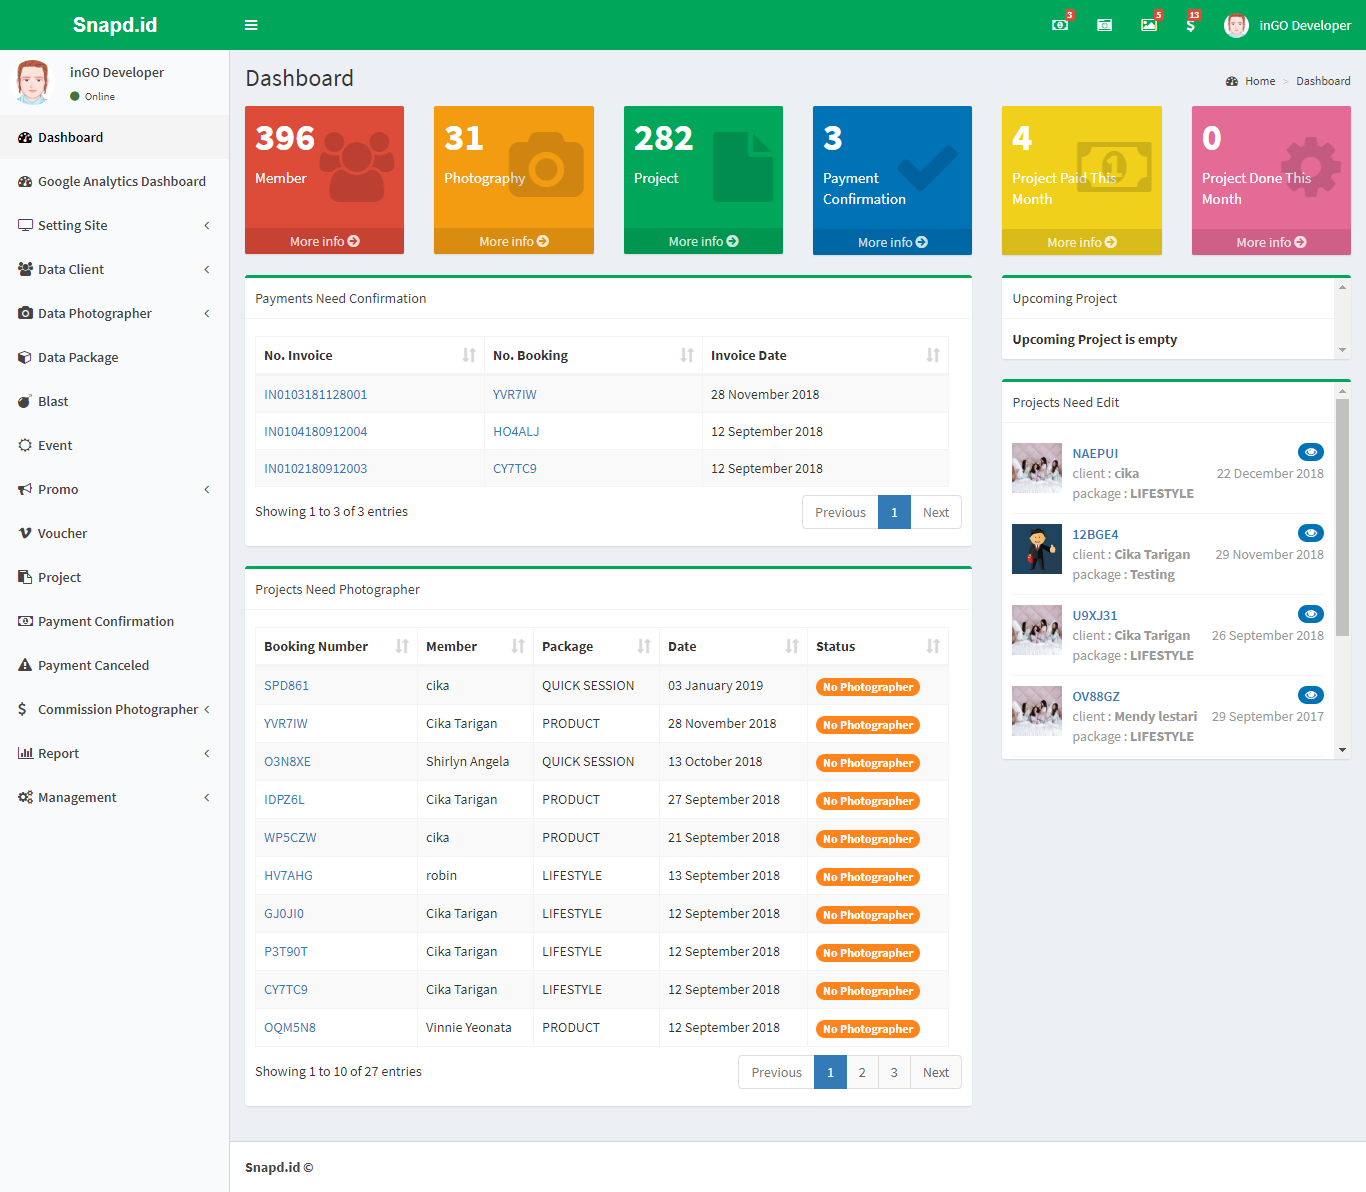 Snapd.id
3
5
13
inGO Developer
inGO Developer
Online
Dashboard
Google Analytics Dashboard
Setting Site
Data Client
Data Photographer
Data Package
Blast
Event
Promo
Voucher
Project
Payment Confirmation
Payment Canceled
Commission Photographer
Report
Management
Dashboard
Home > Dashboard
396
Member
More info
31
Photography
More info
282
Project
More info
3
Payment
Confirmation
More info
4
Project Paid This
Month
More info
0
Project Done This
Month
More info
Payments Need Confirmation
No. Invoice No. Booking Invoice Date
IN0103181128001 YVR7IW 28 November 2018
IN0104180912004 HO4ALJ 12 September 2018
IN0102180912003 CY7TC9 12 September 2018
Showing 1 to 3 of 3 entries
Previous 1 Next
Projects Need Photographer
Booking Number Member Package Date Status
SPD861 cika QUICK SESSION 03 January 2019 No Photographer
YVR7IW Cika Tarigan PRODUCT 28 November 2018 No Photographer
O3N8XE Shirlyn Angela QUICK SESSION 13 October 2018 No Photographer
IDPZ6L Cika Tarigan PRODUCT 27 September 2018 No Photographer
WP5CZW cika PRODUCT 21 September 2018 No Photographer
HV7AHG robin LIFESTYLE 13 September 2018 No Photographer
GJ0JI0 Cika Tarigan LIFESTYLE 12 September 2018 No Photographer
P3T90T Cika Tarigan LIFESTYLE 12 September 2018 No Photographer
CY7TC9 Cika Tarigan LIFESTYLE 12 September 2018 No Photographer
OQM5N8 Vinnie Yeonata PRODUCT 12 September 2018 No Photographer
Showing 1 to 10 of 27 entries
Previous 1 2 3 Next
Upcoming Project
Upcoming Project is empty
Projects Need Edit
NAEPUI
client : cika 22 December 2018
package : LIFESTYLE
12BGE4
client : Cika Tarigan 29 November 2018
package : Testing
U9XJ31
client : Cika Tarigan 26 September 2018
package : LIFESTYLE
OV88GZ
client : Mendy lestari 29 September 2017
package : LIFESTYLE
Snapd.id ©